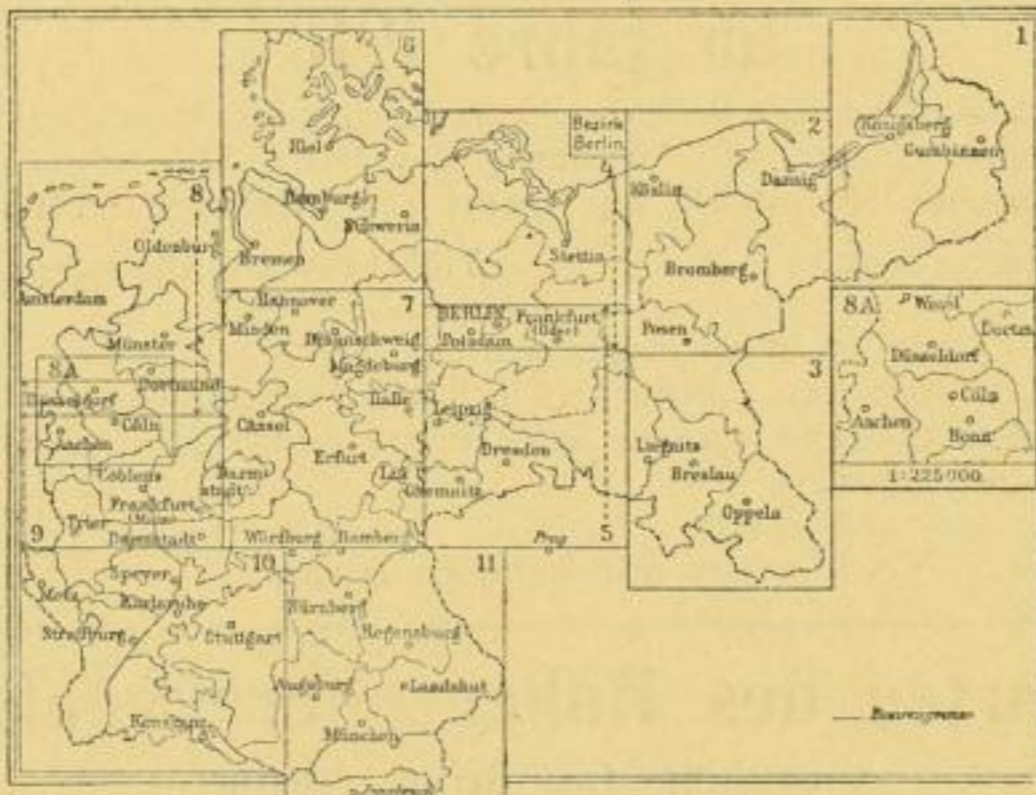 6
1
Bezirk
Berlin
2
Kiel
Königsberg
Gumbinnen
4
Köslin
Danzig
8
Hamburg
Schwerin
Oldenburg
Bremen
Stettin
Bromberg
Amsterdam
Hannover
7
8A
Wesel
Minden
BERLIN
Frankfurt
(Oder)
Posen
Münster
Braunschweig
Potsdam
Düsseldorf
8A
Magdeburg
3
Dortmund
Halle
Düsseldorf
Leipzig
Cöln
Aachen
Cöln
Cassel
Aachen
Bonn
Dresden
Liegnitz
Breslau
Erfurt
Coblenz
Chemnitz
1:225000
Frankfurt
Oppeln
Trier
9
Würzburg
Bamberg
Prag
5
10
11
Speyer
Metz
Karlsruhe
Nürnberg
Straßburg
Stuttgart
Regensburg
Augsburg
Landshut
Konstanz
München